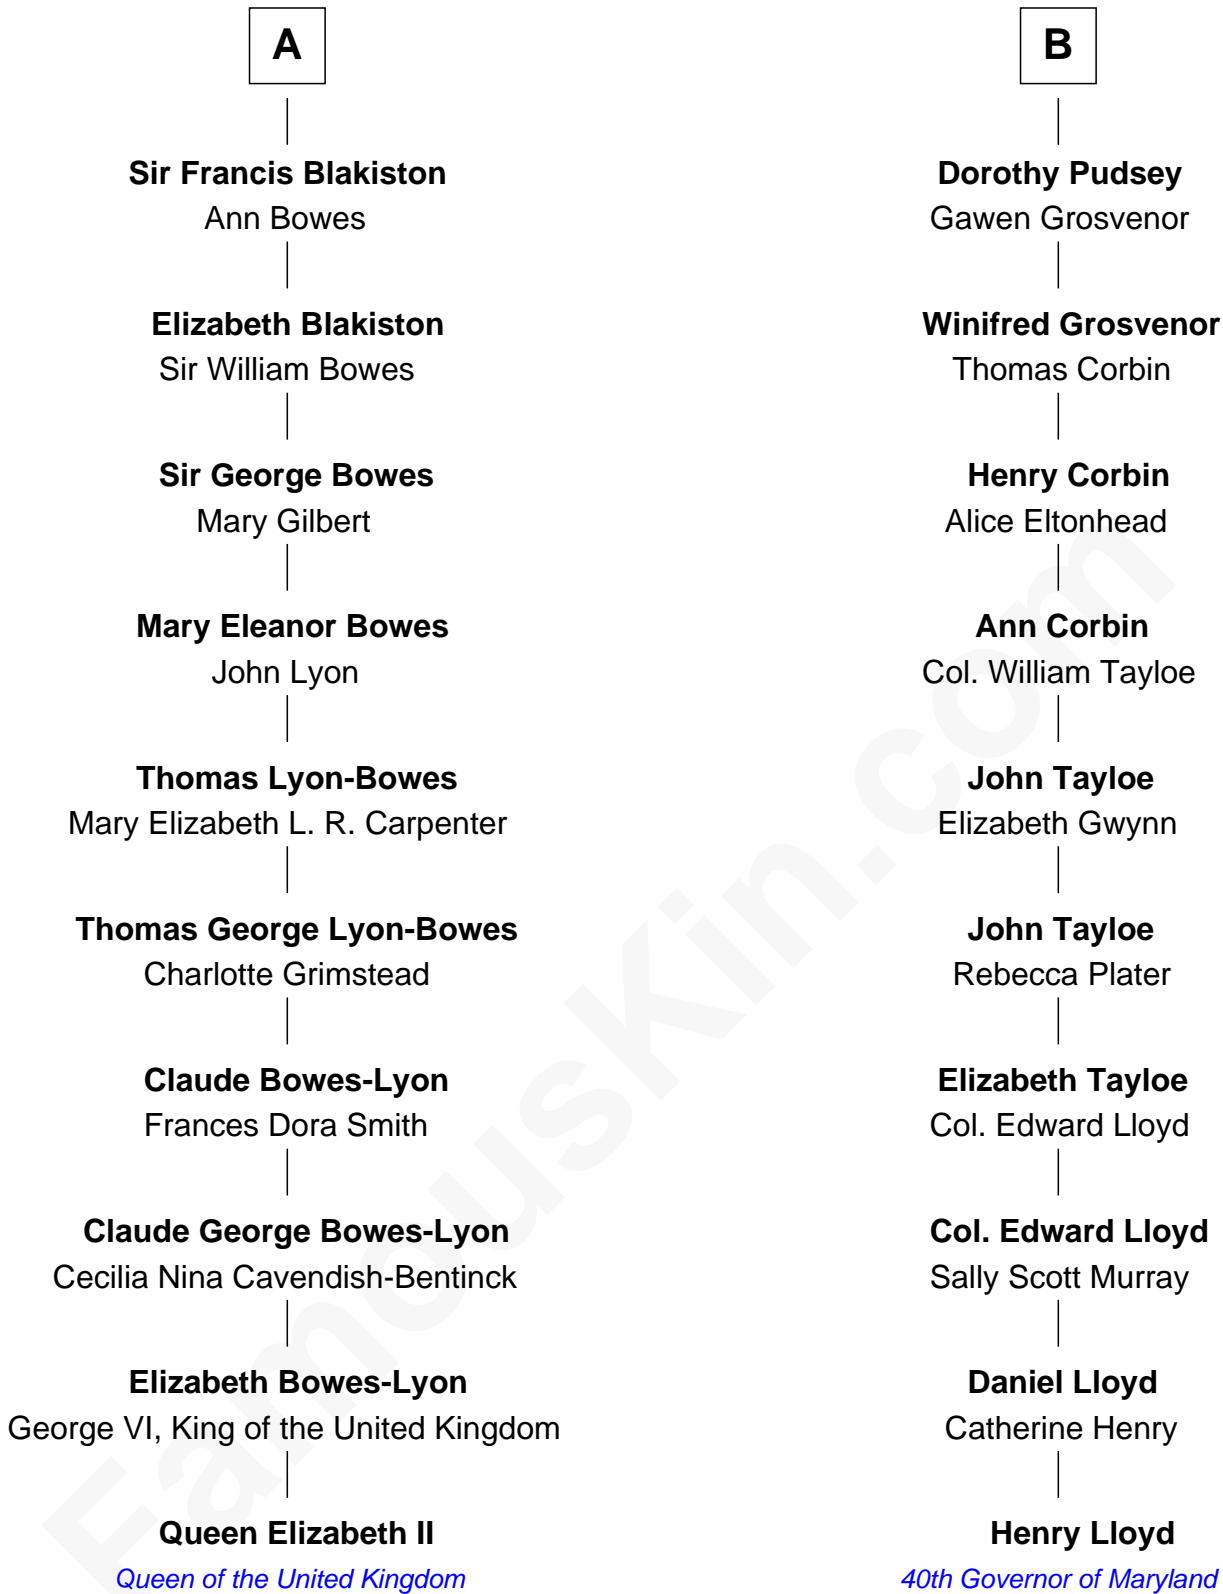 A
Sir Francis Blakiston
Ann Bowes
Elizabeth Blakiston
Sir William Bowes
Sir George Bowes
Mary Gilbert
Mary Eleanor Bowes
John Lyon
Thomas Lyon-Bowes
Mary Elizabeth L. R. Carpenter
Thomas George Lyon-Bowes
Charlotte Grimstead
Claude Bowes-Lyon
Frances Dora Smith
Claude George Bowes-Lyon
Cecilia Nina Cavendish-Bentinck
Elizabeth Bowes-Lyon
George VI, King of the United Kingdom
Queen Elizabeth II
Queen of the United Kingdom
B
Dorothy Pudsey
Gawen Grosvenor
Winifred Grosvenor
Thomas Corbin
Henry Corbin
Alice Eltonhead
Ann Corbin
Col. William Tayloe
John Tayloe
Elizabeth Gwynn
John Tayloe
Rebecca Plater
Elizabeth Tayloe
Col. Edward Lloyd
Col. Edward Lloyd
Sally Scott Murray
Daniel Lloyd
Catherine Henry
Henry Lloyd
40th Governor of Maryland
FamousKin.com